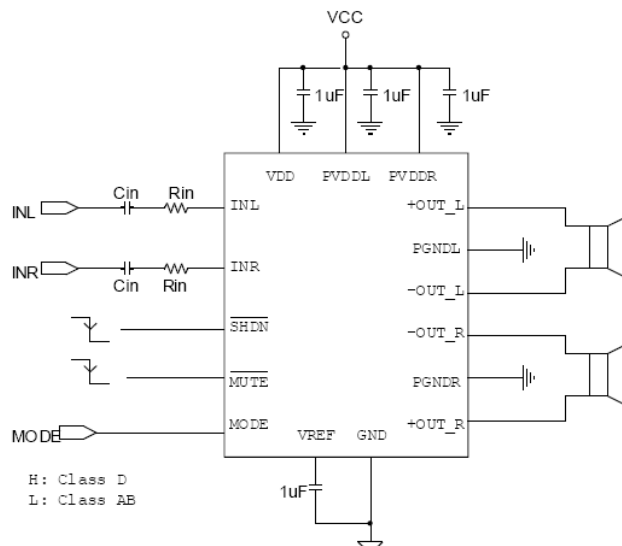 VCC
1uF 1uF 1uF
VDD PVDDL PVDDR
Cin Rin
INL INL +OUT_L
PGNDL
INR INR
Cin Rin
-OUT_L
SHDN -OUT_R
MUTE PGNDR
MODE MODE +OUT_R
VREF GND
H: Class D
L: Class AB
1uF